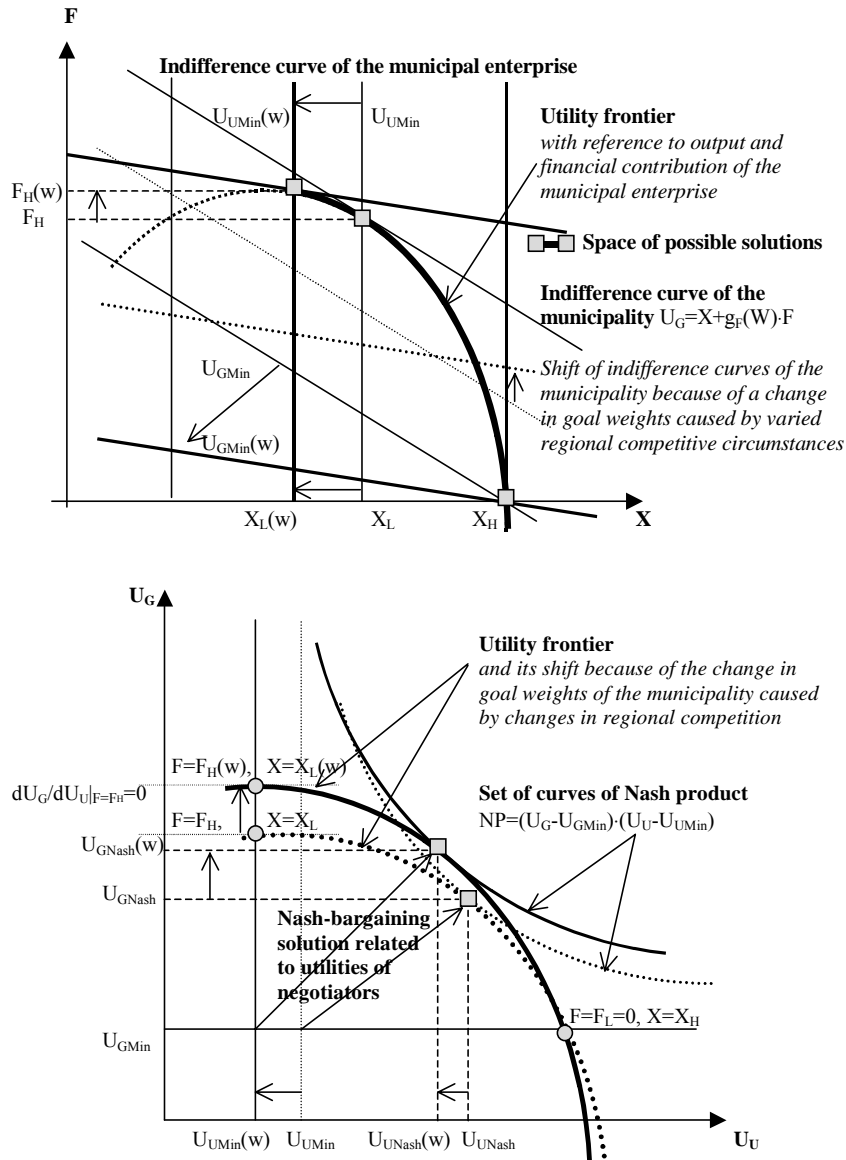 F
Indifference curve of the municipal enterprise
U_UMin(w)
U_UMin
Utility frontier
with reference to output and
financial contribution of the
municipal enterprise
F_H(w)
F_H
Space of possible solutions
Indifference curve of the
municipality U_G=X+g_F(W)·F
U_GMin
Shift of indifference curves of the
municipality because of a change
in goal weights caused by varied
regional competitive circumstances
U_GMin(w)
X_L(w)
X_L
X_H
X
U_G
Utility frontier
and its shift because of the change in
goal weights of the municipality caused
by changes in regional competition
F=F_H(w), X=X_L(w)
dU_G/dU_U|F=F_H=0
Set of curves of Nash product
NP=(U_G-U_GMin)·(U_U-U_UMin)
F=F_H, X=X_L
U_GNash(w)
U_GNash
Nash-bargaining
solution related
to utilities of
negotiators
F=F_L=0, X=X_H
U_GMin
U_UMin(w)
U_UMin
U_UNash(w)
U_UNash
U_U